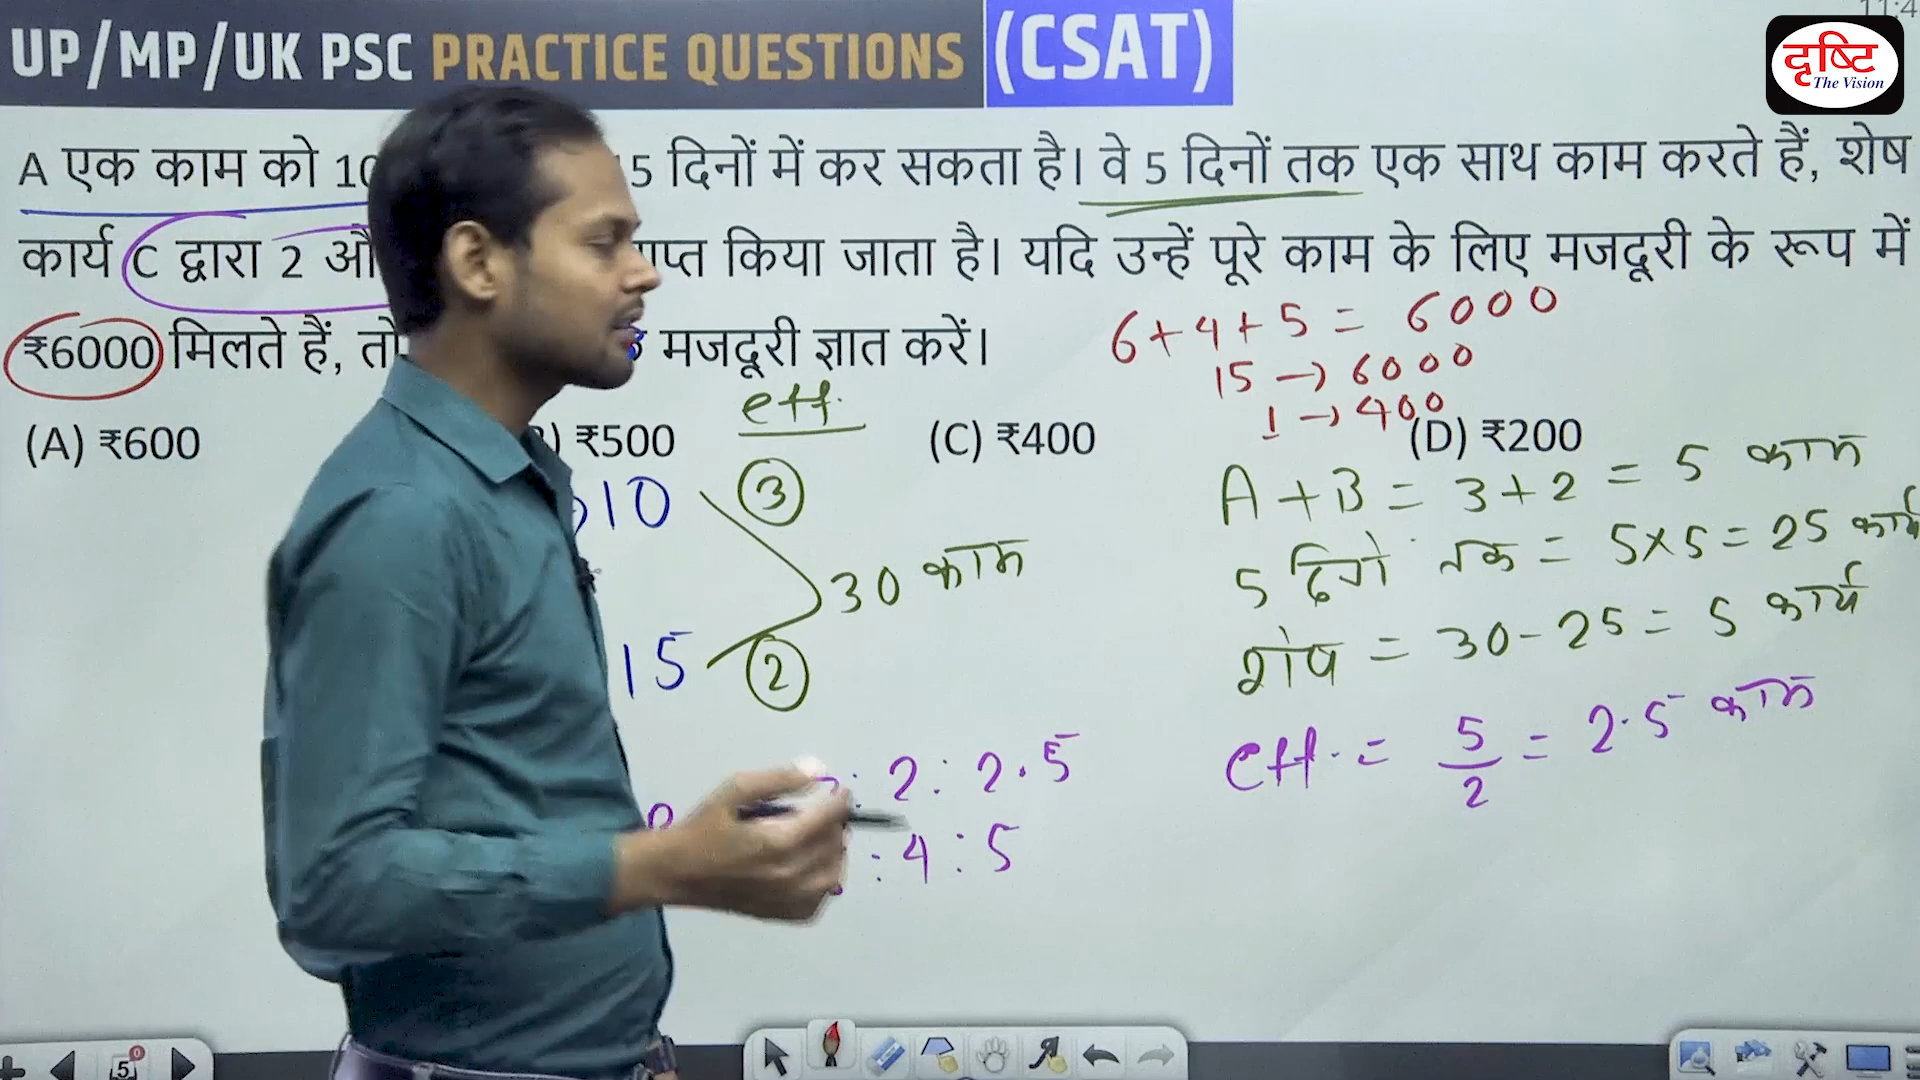 UP/MP/UK PSC PRACTICE QUESTIONS (CSAT)
दृष्टि
The Vision
A एक काम को 10 5 दिनों में कर सकता है। वे 5 दिनों तक एक साथ काम करते हैं, शेष
कार्य C द्वारा 2 किया जाता है। यदि उन्हें पूरे काम के लिए मजदूरी के रूप में
₹6000 मिलते हैं, तो मजदूरी ज्ञात करें।
6+4+5 = 6000
15 → 6000
1 → 400
(A) ₹600 ₹500 (C) ₹400 (D) ₹200
eff.
10 3
30 काम
15 2
: 2 : 2.5
: 4 : 5
A + B = 3 + 2 = 5 काम
5 दिनों तक = 5×5 = 25 कार्य
शेष = 30 - 25 = 5 कार्य
eff. = 5/2 = 2.5 काम
5
0